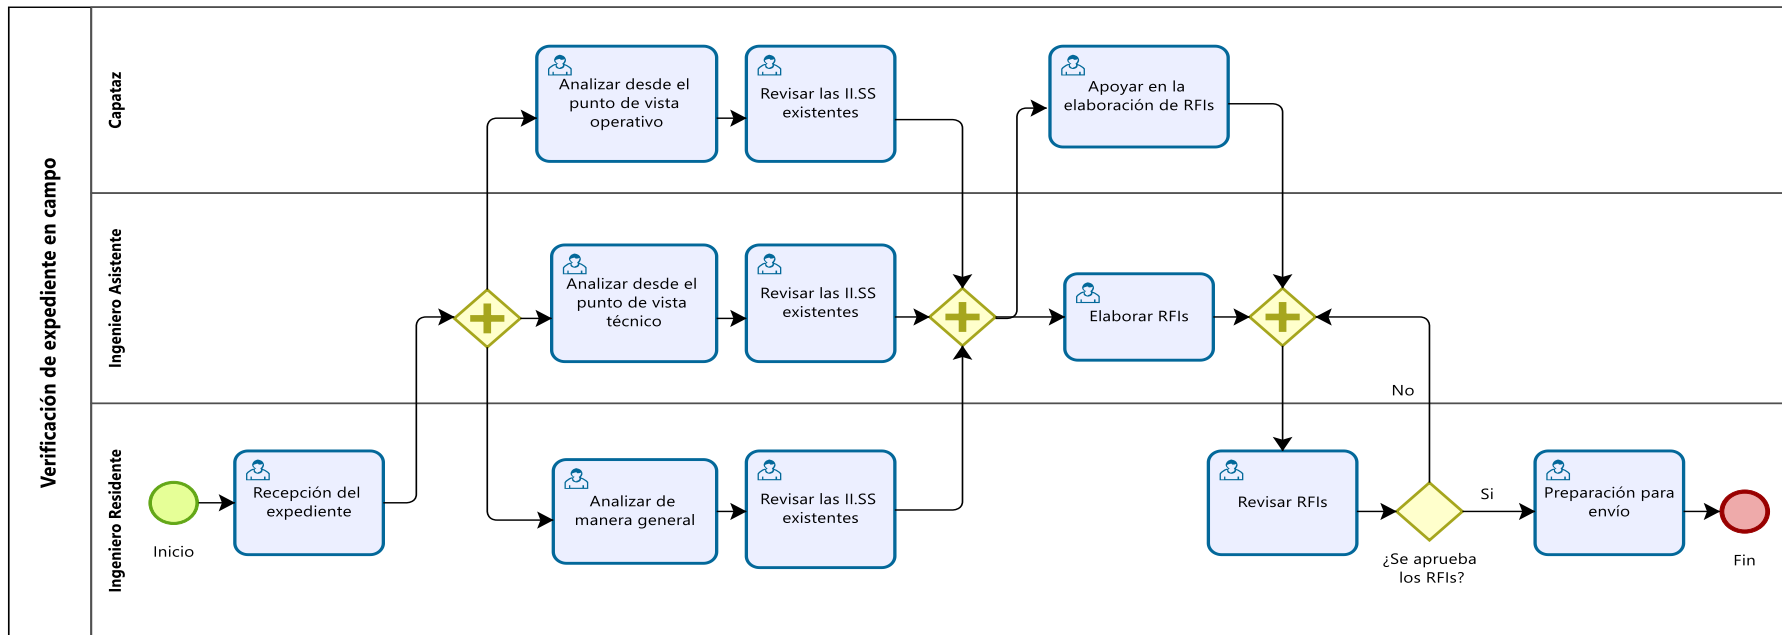 Verificación de expediente en campo
Capataz
Analizar desde el
punto de vista
operativo
Revisar las II.SS
existentes
Apoyar en la
elaboración de RFIs
Ingeniero Asistente
Analizar desde el
punto de vista
técnico
Revisar las II.SS
existentes
Elaborar RFIs
No
Ingeniero Residente
Inicio
Recepción del
expediente
Analizar de
manera general
Revisar las II.SS
existentes
Revisar RFIs
¿Se aprueba
los RFIs?
Si
Preparación para
envío
Fin